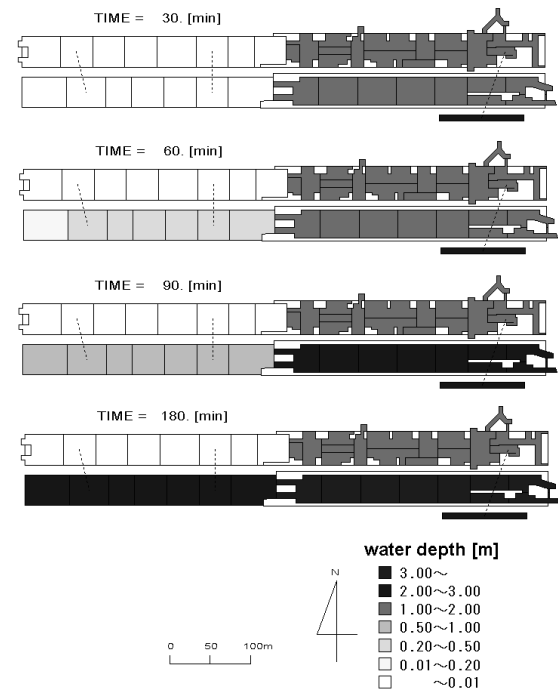 TIME = 30. [min]
TIME = 60. [min]
TIME = 90. [min]
TIME = 180. [min]
water depth [m]
3.00～
2.00～3.00
1.00～2.00
0.50～1.00
0.20～0.50
0.01～0.20
～0.01
N
0 50 100m